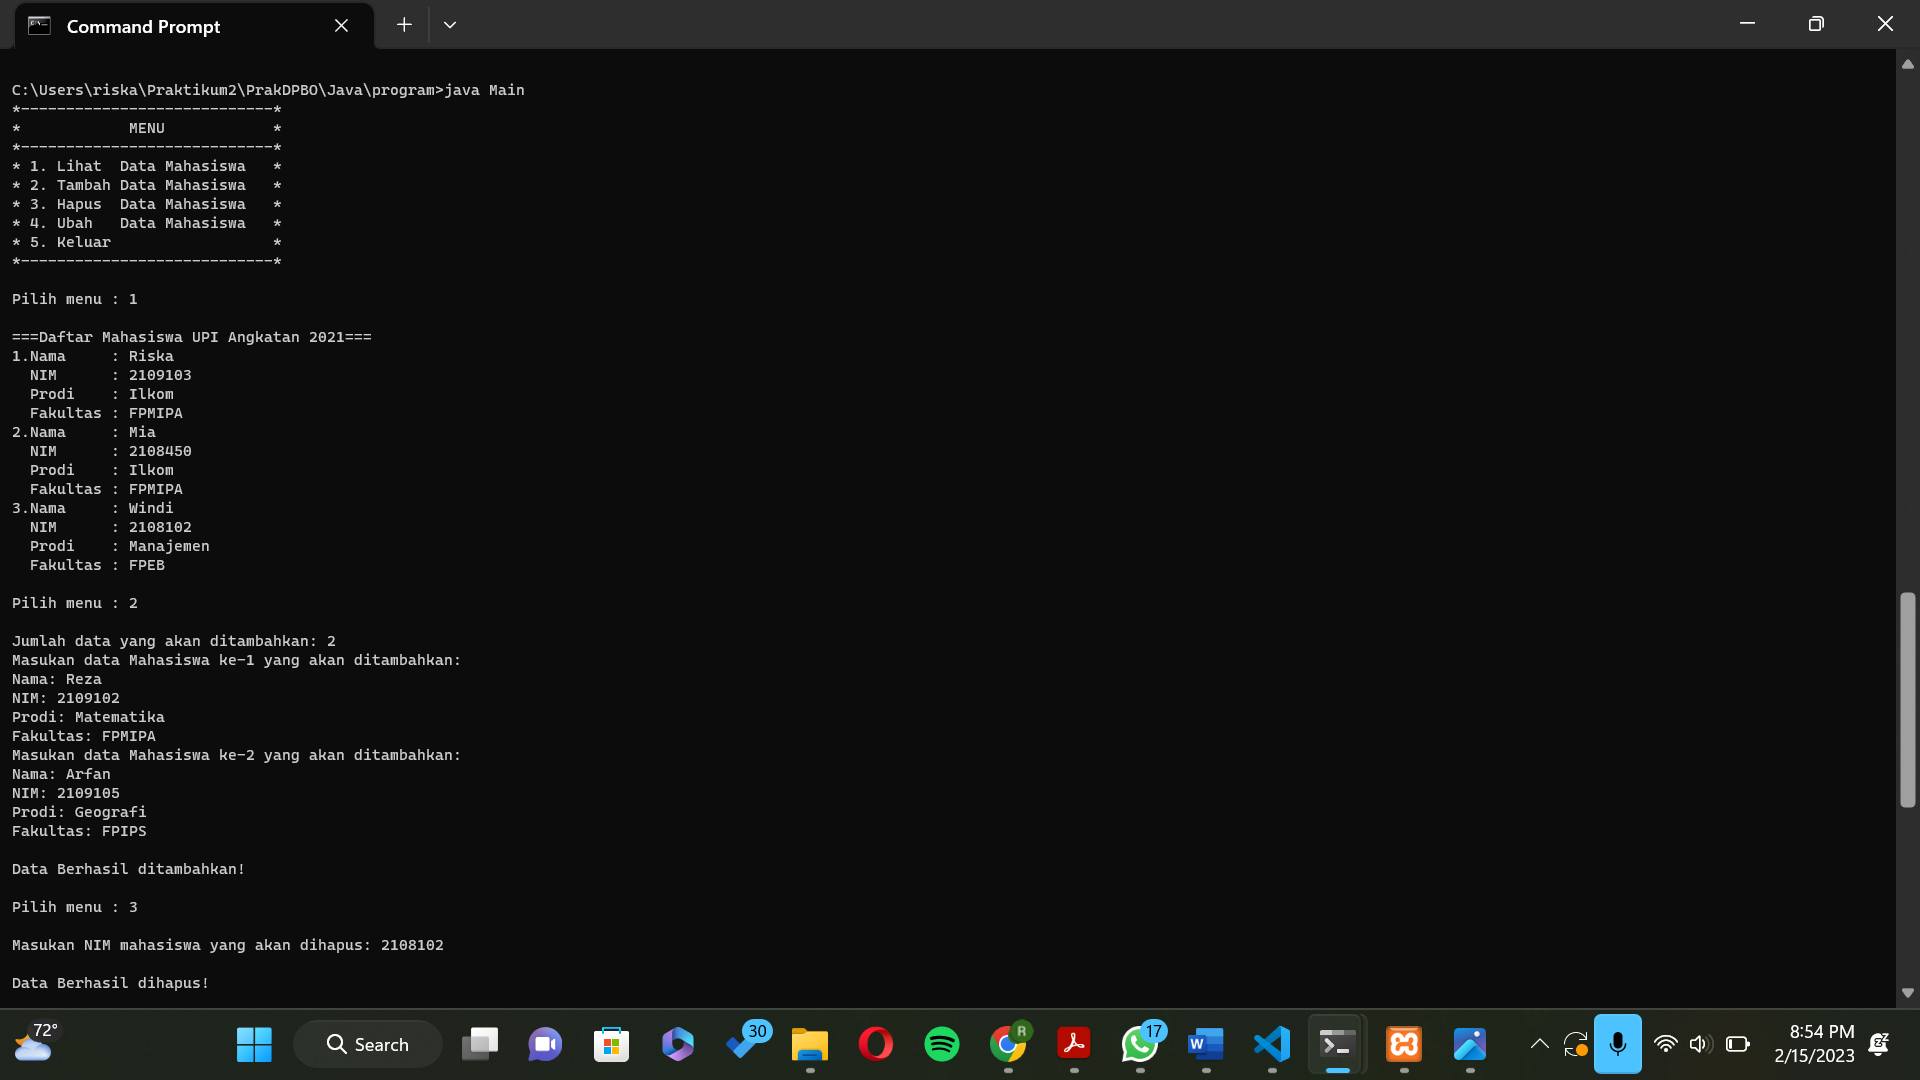 Command Prompt
C:\Users\riska\Praktikum2\PrakDPBO\Java\program>java Main
*----------------------------*
*            MENU            *
*----------------------------*
* 1. Lihat  Data Mahasiswa   *
* 2. Tambah Data Mahasiswa   *
* 3. Hapus  Data Mahasiswa   *
* 4. Ubah   Data Mahasiswa   *
* 5. Keluar                  *
*----------------------------*
Pilih menu : 1
===Daftar Mahasiswa UPI Angkatan 2021===
1.Nama     : Riska
  NIM      : 2109103
  Prodi    : Ilkom
  Fakultas : FPMIPA
2.Nama     : Mia
  NIM      : 2108450
  Prodi    : Ilkom
  Fakultas : FPMIPA
3.Nama     : Windi
  NIM      : 2108102
  Prodi    : Manajemen
  Fakultas : FPEB
Pilih menu : 2
Jumlah data yang akan ditambahkan: 2
Masukan data Mahasiswa ke-1 yang akan ditambahkan:
Nama: Reza
NIM: 2109102
Prodi: Matematika
Fakultas: FPMIPA
Masukan data Mahasiswa ke-2 yang akan ditambahkan:
Nama: Arfan
NIM: 2109105
Prodi: Geografi
Fakultas: FPIPS
Data Berhasil ditambahkan!
Pilih menu : 3
Masukan NIM mahasiswa yang akan dihapus: 2108102
Data Berhasil dihapus!
72°
Search
30
R
17
W
8:54 PM
2/15/2023